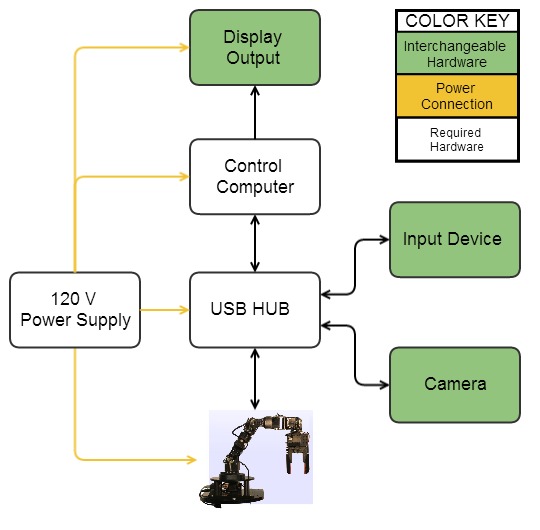 Display
Output
COLOR KEY
Interchangeable
Hardware
Power
Connection
Required
Hardware
Control
Computer
Input Device
120 V
Power Supply
USB HUB
Camera